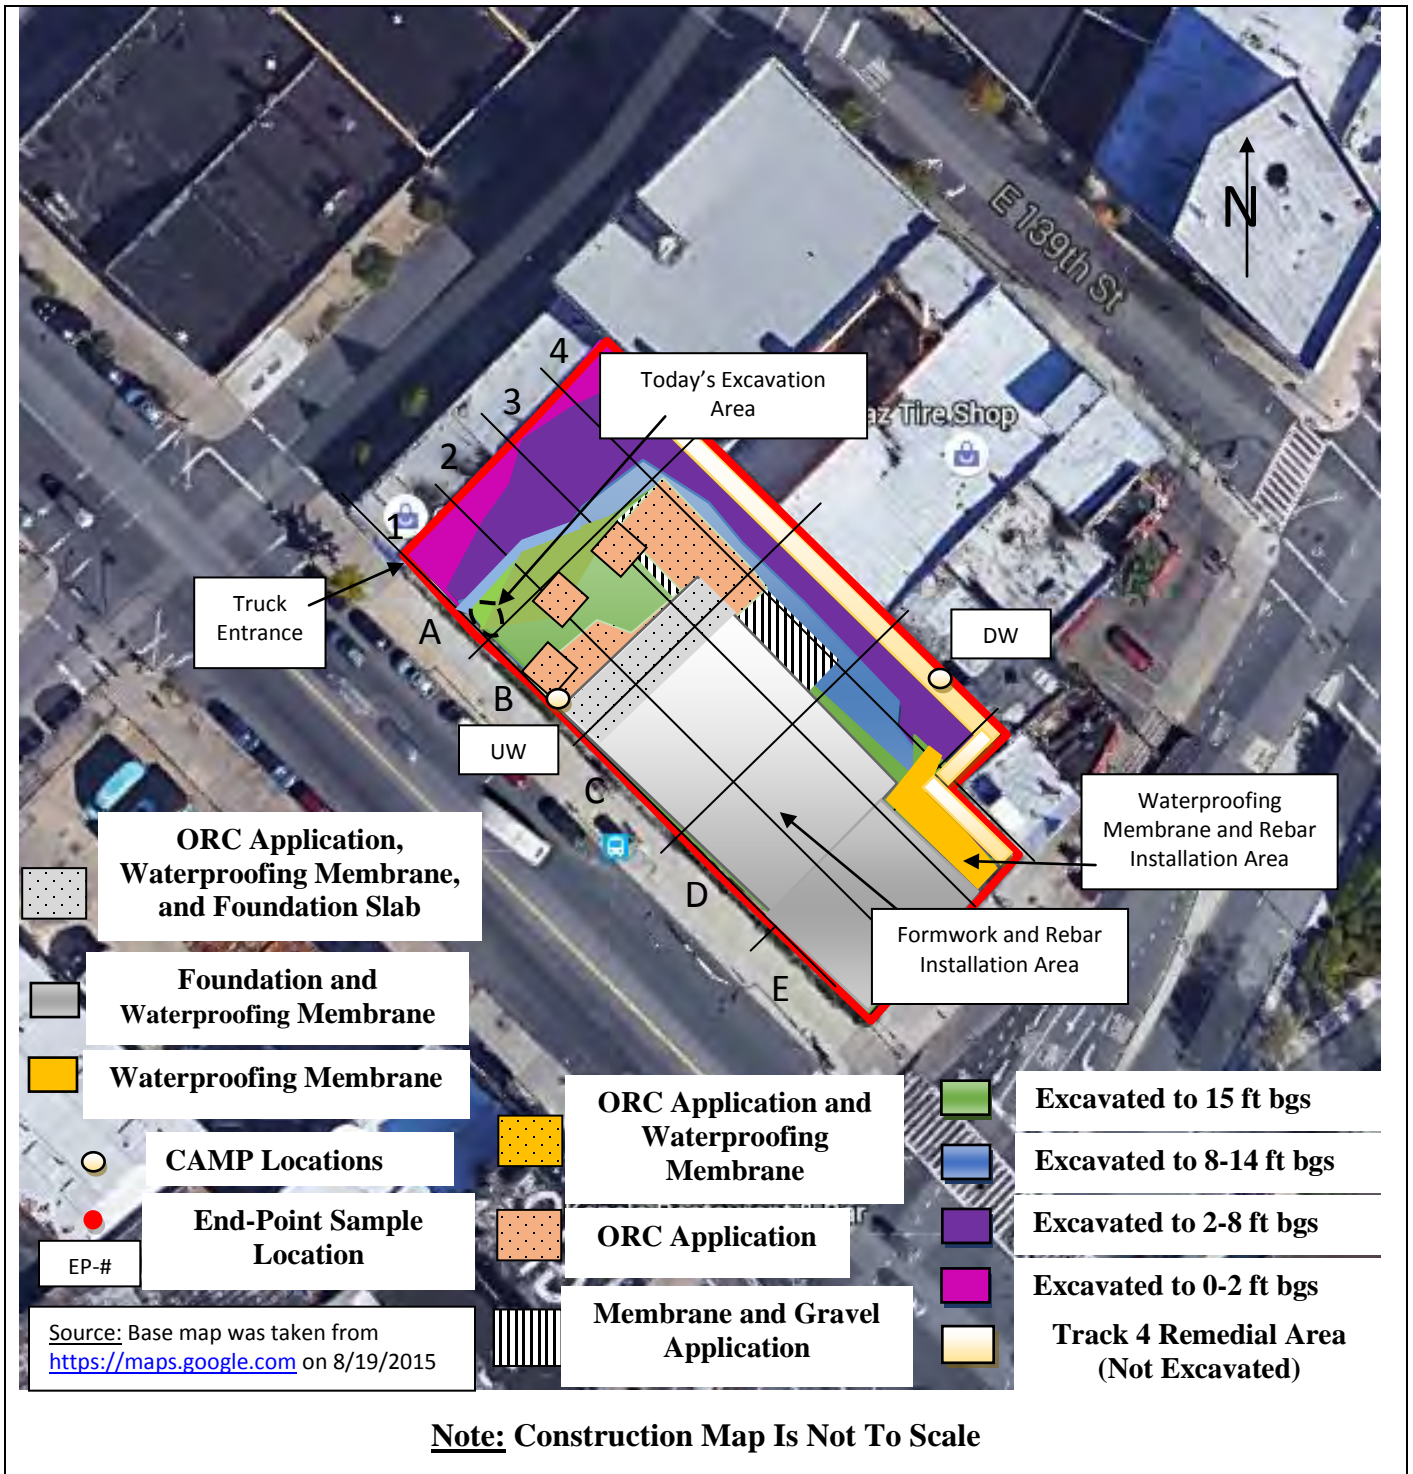 E 139th St
N
4
Today's Excavation
Area
3
az Tire Shop
2
1
Truck
Entrance
A
DW
B
UW
C
Waterproofing
Membrane and Rebar
Installation Area
D
Formwork and Rebar
Installation Area
E
ORC Application,
Waterproofing Membrane,
and Foundation Slab
Foundation and
Waterproofing Membrane
Waterproofing Membrane
CAMP Locations
End-Point Sample
Location
EP-#
Source: Base map was taken from
https://maps.google.com on 8/19/2015
ORC Application and
Waterproofing
Membrane
ORC Application
Membrane and Gravel
Application
Excavated to 15 ft bgs
Excavated to 8-14 ft bgs
Excavated to 2-8 ft bgs
Excavated to 0-2 ft bgs
Track 4 Remedial Area
(Not Excavated)
Note: Construction Map Is Not To Scale